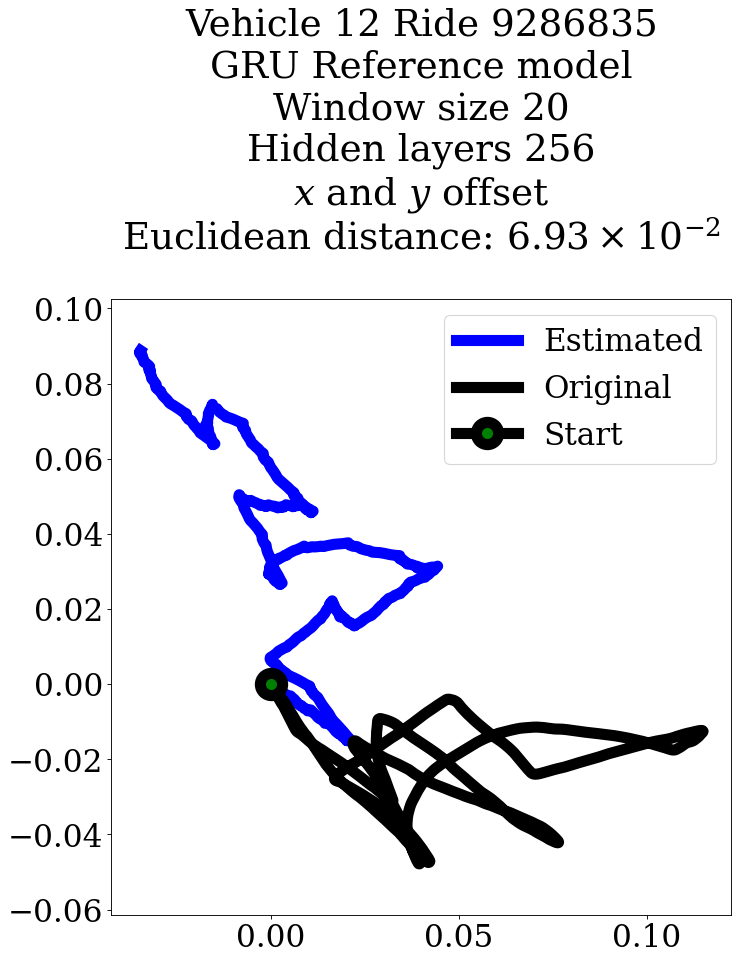 Vehicle 12 Ride 9286835
GRU Reference model
Window size 20
Hidden layers 256
x and y offset
Euclidean distance: 6.93 × 10⁻²
0.10
0.08
0.06
0.04
0.02
0.00
−0.02
−0.04
−0.06
Estimated
Original
Start
0.00 0.05 0.10